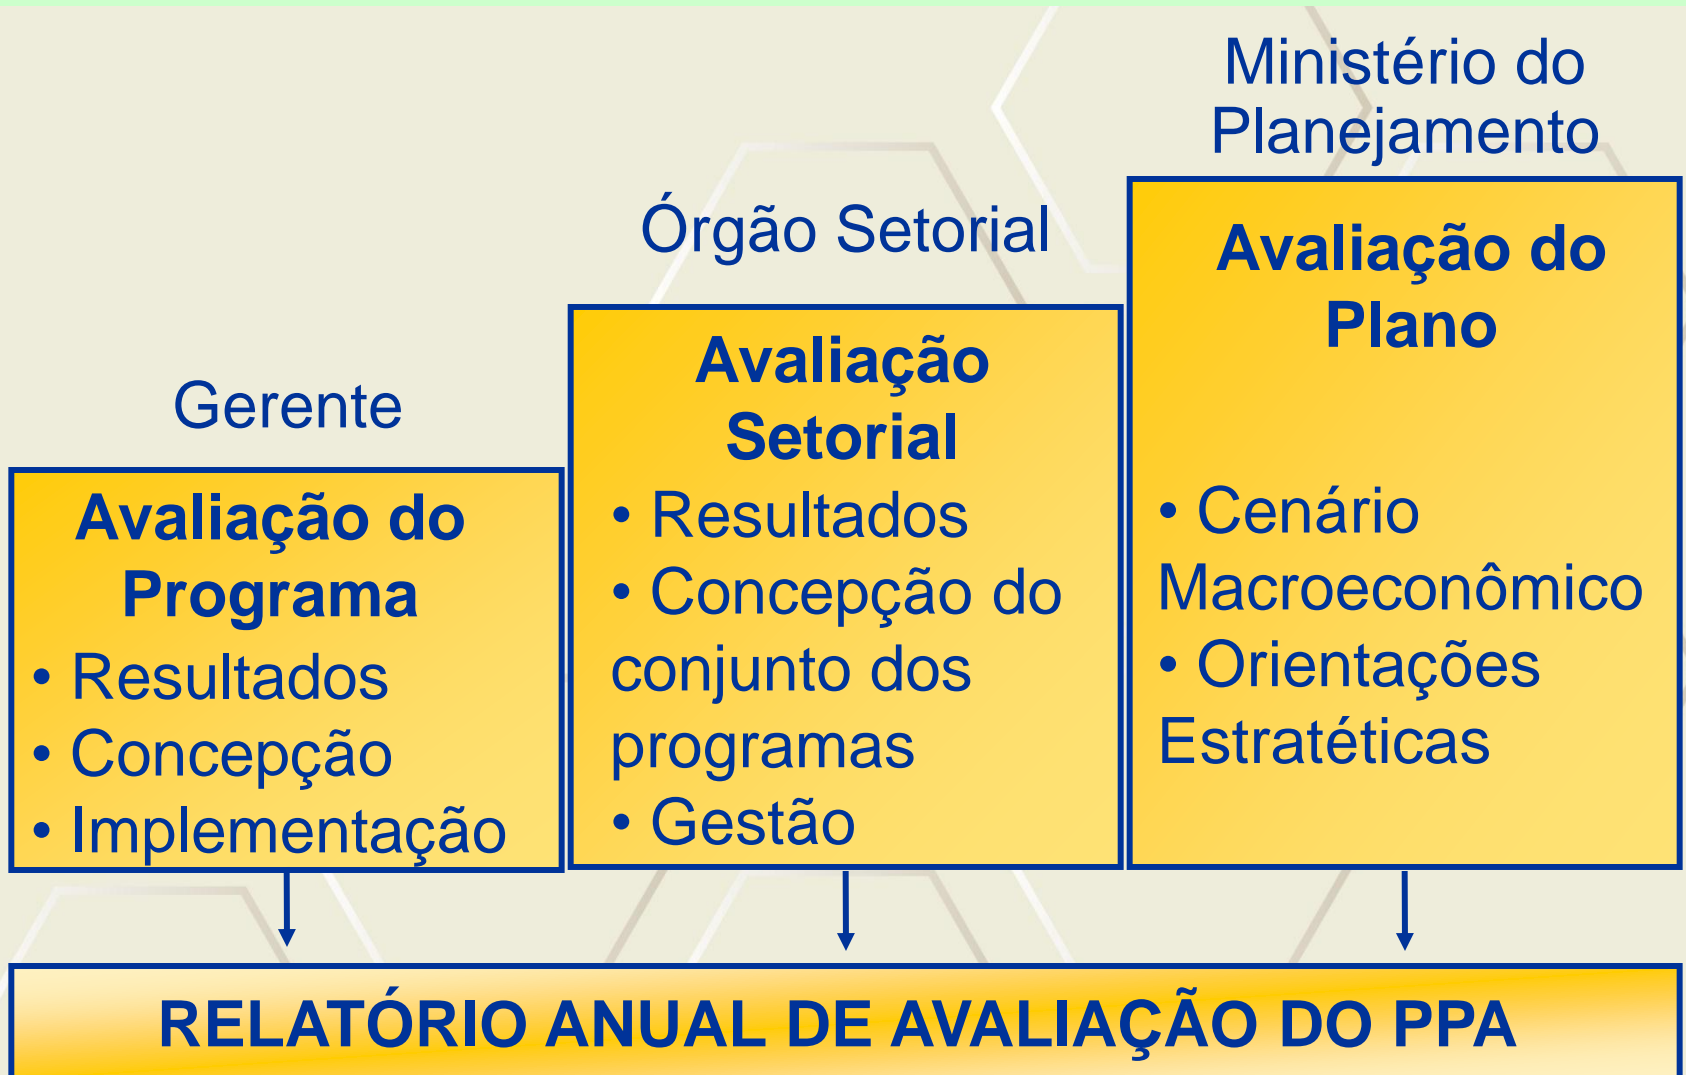 Gerente
Avaliação do
Programa
• Resultados
• Concepção
• Implementação
Órgão Setorial
Avaliação
Setorial
• Resultados
• Concepção do
conjunto dos
programas
• Gestão
Ministério do
Planejamento
Avaliação do
Plano
• Cenário
Macroeconômico
• Orientações
Estratéticas
RELATÓRIO ANUAL DE AVALIAÇÃO DO PPA